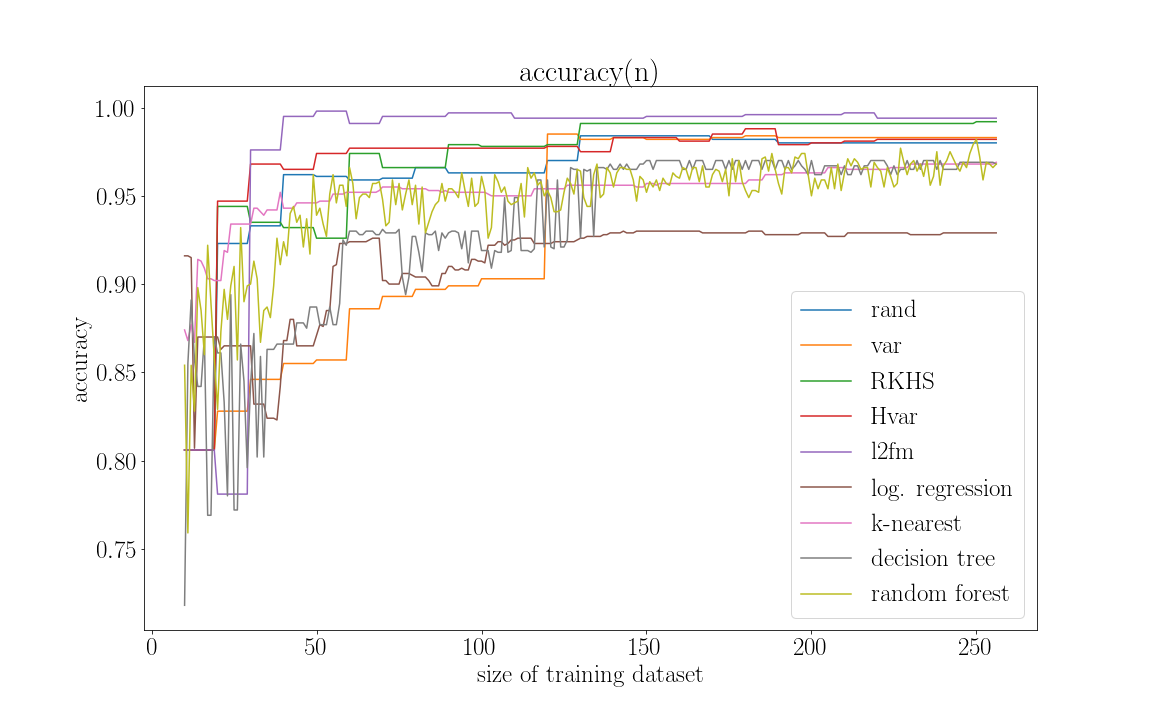 accuracy(n)
1.00
0.95
0.90
0.85
0.80
0.75
accuracy
0 50 100 150 200 250
size of training dataset
rand
var
RKHS
Hvar
l2fm
log. regression
k-nearest
decision tree
random forest